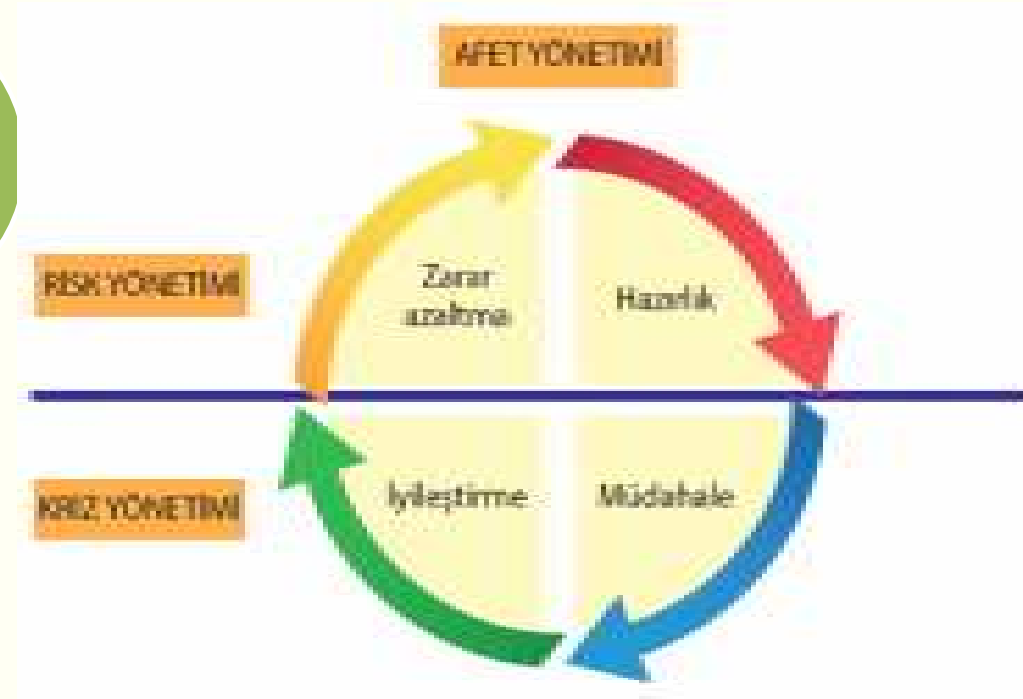 AFET YÖNETİMİ
RİSK YÖNETİMİ
Zarar
azaltma
Hazırlık
KRİZ YÖNETİMİ
İyileştirme
Müdahale